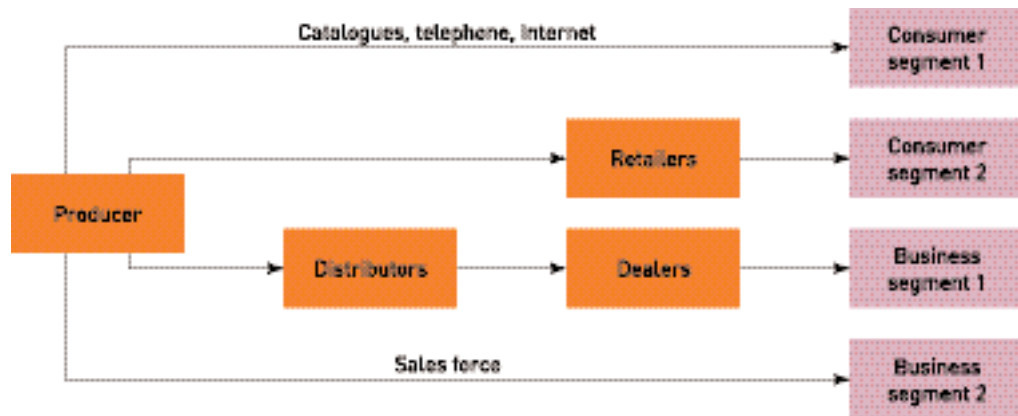 Catalogues, telephone, Internet
Consumer
segment 1
Retailers
Consumer
segment 2
Producer
Distributors
Dealers
Business
segment 1
Sales force
Business
segment 2